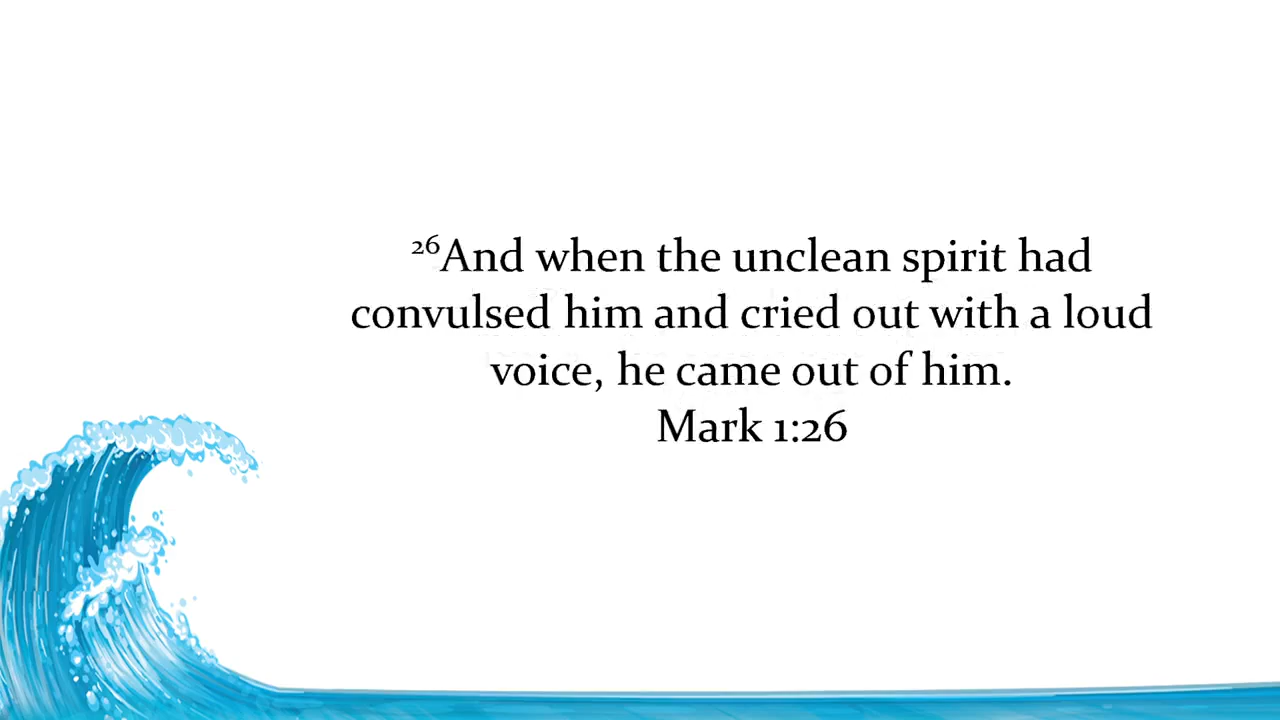 ²⁶And when the unclean spirit had
convulsed him and cried out with a loud
voice, he came out of him.
Mark 1:26